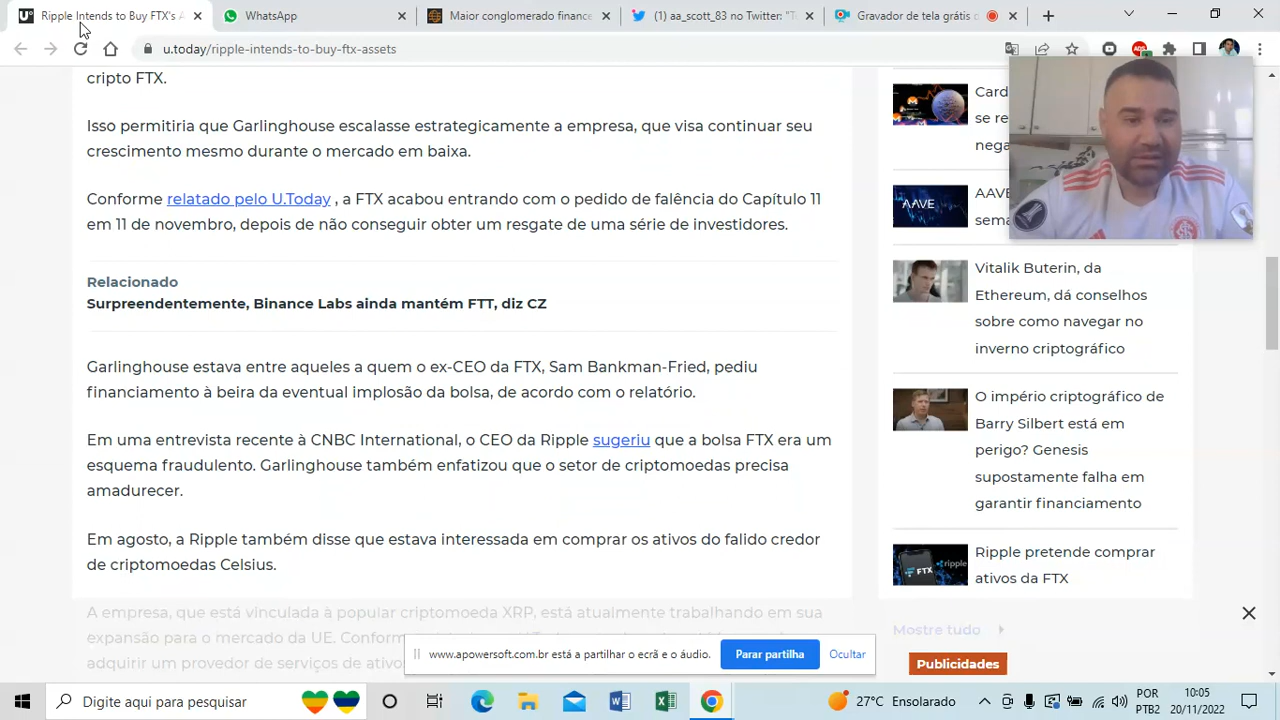 Ripple Intends to Buy FTX's
WhatsApp
Maior conglomerado finance
(1) aa_scott_83 no Twitter: "T
Gravador de tela grátis
u.today/ripple-intends-to-buy-ftx-assets
cripto FTX.
Isso permitiria que Garlinghouse escalasse estrategicamente a empresa, que visa continuar seu
crescimento mesmo durante o mercado em baixa.
Conforme relatado pelo U.Today , a FTX acabou entrando com o pedido de falência do Capítulo 11
em 11 de novembro, depois de não conseguir obter um resgate de uma série de investidores.
Relacionado
Surpreendentemente, Binance Labs ainda mantém FTT, diz CZ
Garlinghouse estava entre aqueles a quem o ex-CEO da FTX, Sam Bankman-Fried, pediu
financiamento à beira da eventual implosão da bolsa, de acordo com o relatório.
Em uma entrevista recente à CNBC International, o CEO da Ripple sugeriu que a bolsa FTX era um
esquema fraudulento. Garlinghouse também enfatizou que o setor de criptomoedas precisa
amadurecer.
Em agosto, a Ripple também disse que estava interessada em comprar os ativos do falido credor
de criptomoedas Celsius.
A empresa, que está vinculada à popular criptomoeda XRP, está atualmente trabalhando em sua
expansão para o mercado da UE. Conform
adquirir um provedor de serviços de ativos
Card
se re
nega
AAVE
AAVE
sema
Vitalik Buterin, da
Ethereum, dá conselhos
sobre como navegar no
inverno criptográfico
O império criptográfico de
Barry Silbert está em
perigo? Genesis
supostamente falha em
garantir financiamento
FTX
ripple
Ripple pretende comprar
ativos da FTX
Mostre tudo
Publicidades
www.apowersoft.com.br está a partilhar o ecrã e o áudio.
Parar partilha
Ocultar
Digite aqui para pesquisar
27°C Ensolarado
POR
PTB2
10:05
20/11/2022